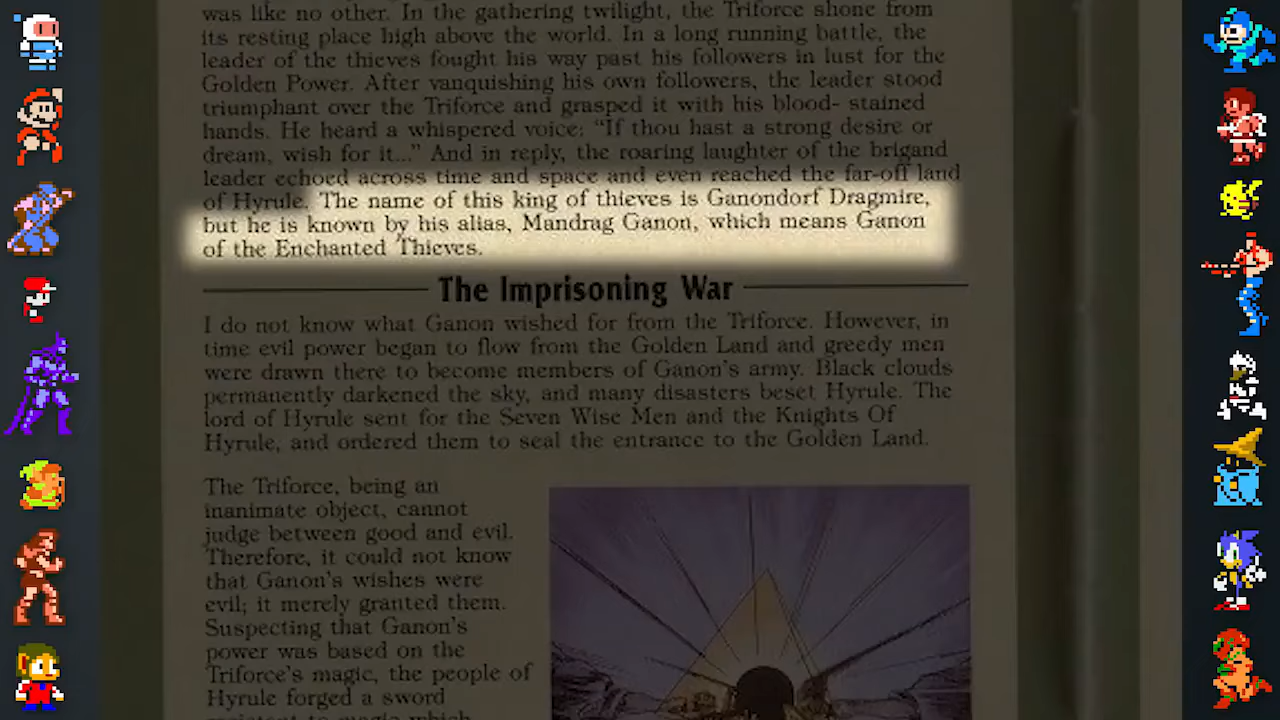 was like no other. In the gathering twilight, the Triforce shone from
its resting place high above the world. In a long running battle, the
leader of the thieves fought his way past his followers in lust for the
Golden Power. After vanquishing his own followers, the leader stood
triumphant over the Triforce and grasped it with his blood- stained
hands. He heard a whispered voice: “If thou hast a strong desire or
dream, wish for it...” And in reply, the roaring laughter of the brigand
leader echoed across time and space and even reached the far-off land
of Hyrule. The name of this king of thieves is Ganondorf Dragmire,
but he is known by his alias, Mandrag Ganon, which means Ganon
of the Enchanted Thieves.
The Imprisoning War
I do not know what Ganon wished for from the Triforce. However, in
time evil power began to flow from the Golden Land and greedy men
were drawn there to become members of Ganon's army. Black clouds
permanently darkened the sky, and many disasters beset Hyrule. The
lord of Hyrule sent for the Seven Wise Men and the Knights Of
Hyrule, and ordered them to seal the entrance to the Golden Land.
The Triforce, being an
inanimate object, cannot
judge between good and evil.
Therefore, it could not know
that Ganon's wishes were
evil; it merely granted them.
Suspecting that Ganon's
power was based on the
Triforce's magic, the people of
Hyrule forged a sword
resistant to magic which